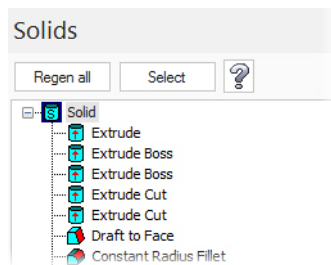 Solids
Regen all Select ?
Solid
Extrude
Extrude Boss
Extrude Boss
Extrude Cut
Extrude Cut
Draft to Face
Constant Radius Fillet